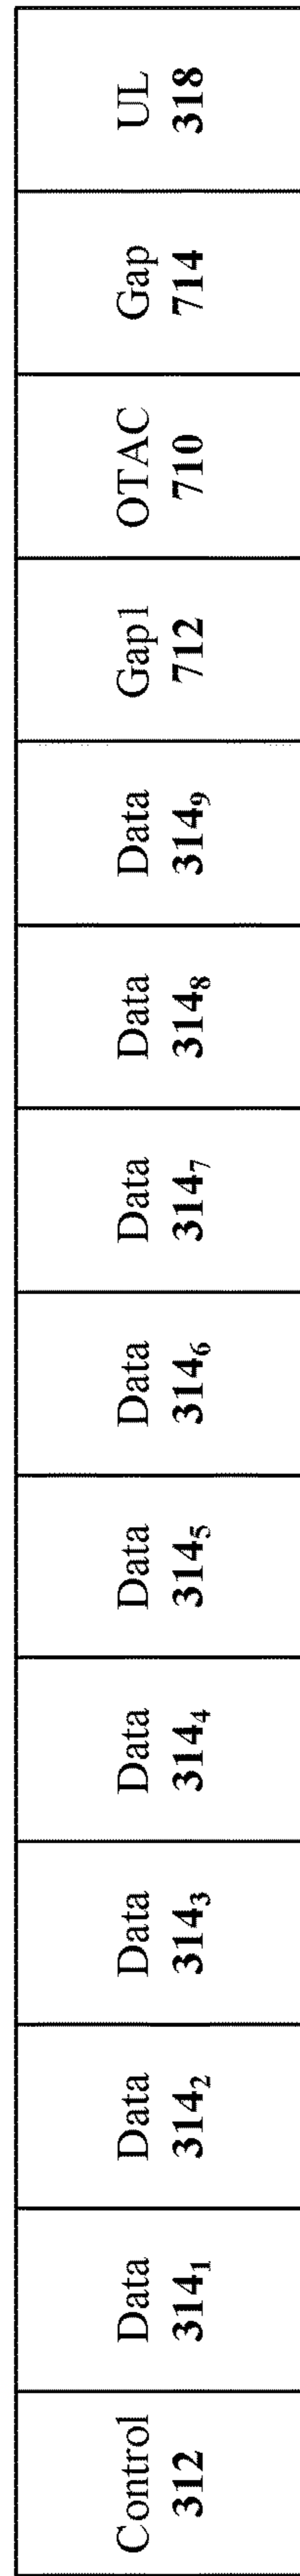 Control
312
Data
314₁
Data
314₂
Data
314₃
Data
314₄
Data
314₅
Data
314₆
Data
314₇
Data
314₈
Data
314₉
Gap1
712
OTAC
710
Gap
714
UL
318